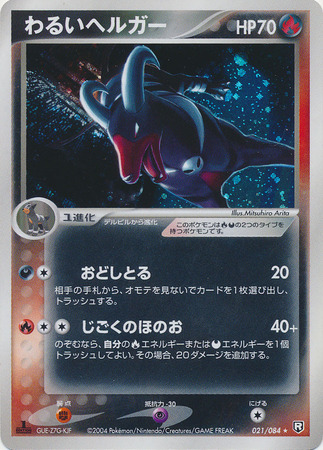 わるいヘルガー HP70
Illus.Mitsuhiro Arita
1進化 デルビルから進化
このポケモンは🔥🌑の2つのタイプを
持つポケモンです。
おどしとる 20
相手の手札から、オモテを見ないでカードを1枚選び出し、
トラッシュする。
じごくのほのお 40+
のぞむなら、自分の🔥エネルギーまたは🌑エネルギーを1個
トラッシュしてよい。その場合、20ダメージを追加する。
弱点 抵抗力 -30 にげる
GUE-Z7G-KJF ©2004 Pokémon/Nintendo/Creatures/GAME FREAK 021/084 ★ R